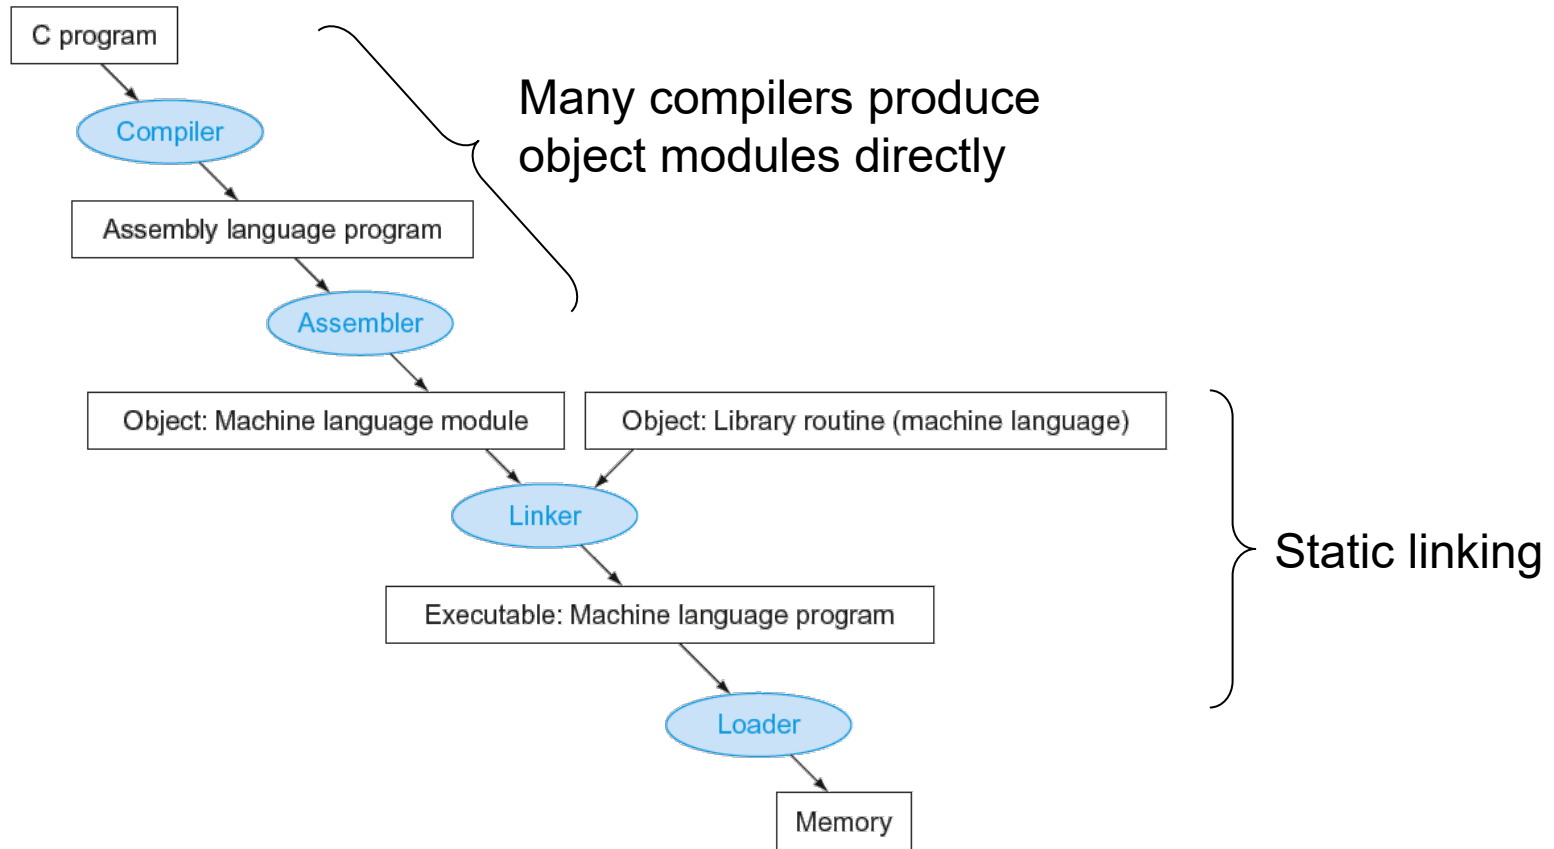 C program
Many compilers produce
object modules directly
Compiler
Assembly language program
Assembler
Object: Machine language module
Object: Library routine (machine language)
Linker
Static linking
Executable: Machine language program
Loader
Memory